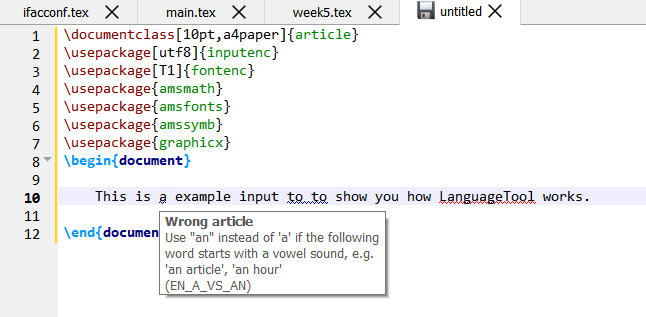 ifacconf.tex main.tex week5.tex untitled
1 \documentclass[10pt,a4paper]{article}
2 \usepackage[utf8]{inputenc}
3 \usepackage[T1]{fontenc}
4 \usepackage{amsmath}
5 \usepackage{amsfonts}
6 \usepackage{amssymb}
7 \usepackage{graphicx}
8 \begin{document}
9
10 This is a example input to to show you how LanguageTool works.
11
12 \end{documen
Wrong article
Use "an" instead of 'a' if the following
word starts with a vowel sound, e.g.
'an article', 'an hour'
(EN_A_VS_AN)